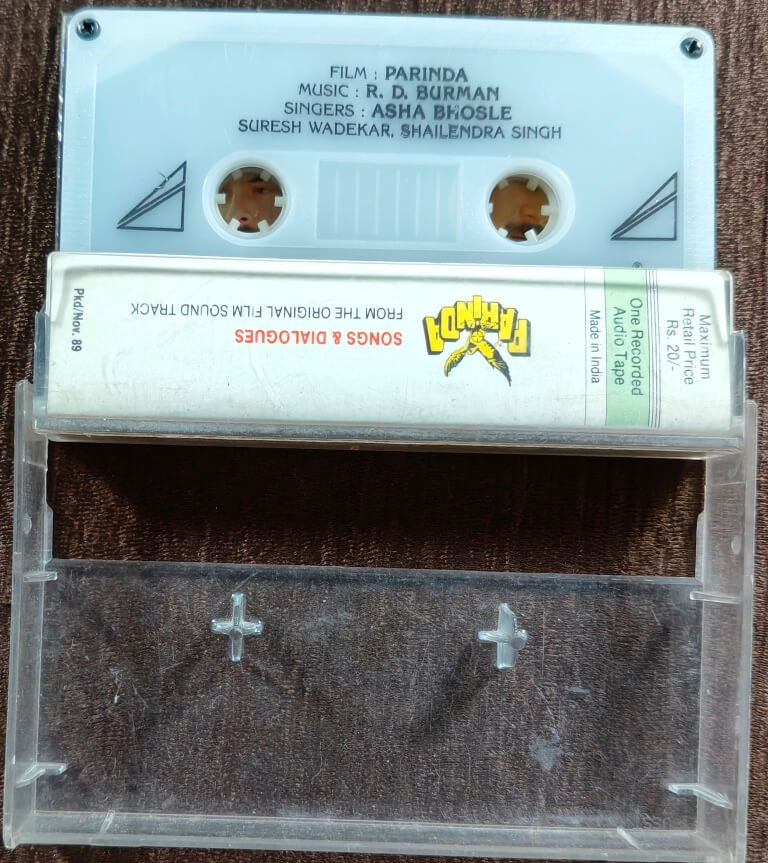 FILM : PARINDA
MUSIC : R. D. BURMAN
SINGERS : ASHA BHOSLE
SURESH WADEKAR, SHAILENDRA SINGH
Pkd/Nov. 89
SONGS & DIALOGUES
FROM THE ORIGINAL FILM SOUND TRACK
PARINDA
Made in India
One Recorded
Audio Tape
Maximum
Retail Price
Rs. 20/-